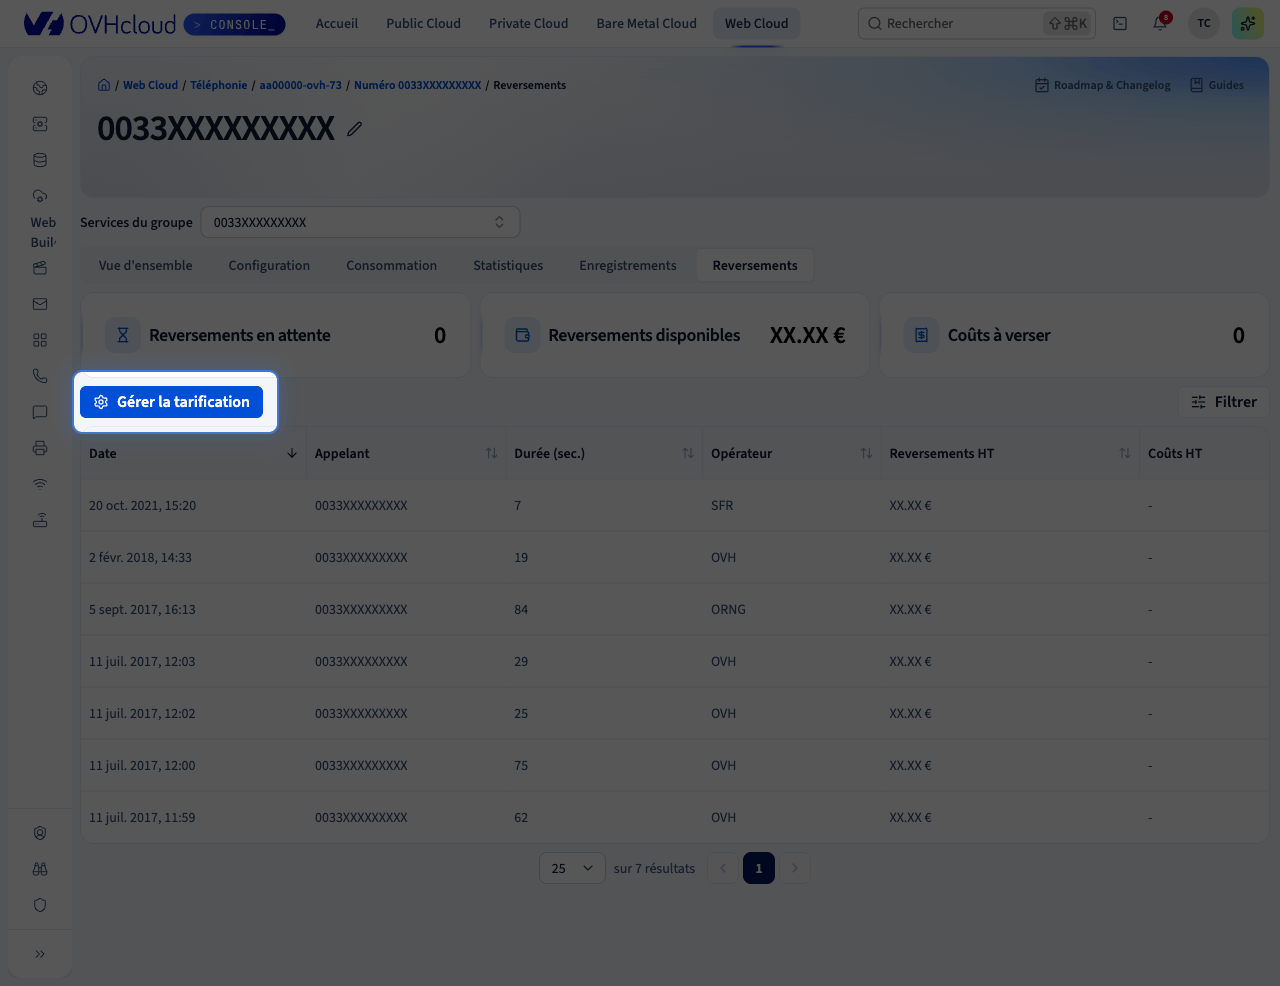 OVHcloud > CONSOLE_ Accueil Public Cloud Private Cloud Bare Metal Cloud Web Cloud Rechercher ⇧⌘K 8 TC
/ Web Cloud / Téléphonie / aa00000-ovh-73 / Numéro 0033XXXXXXXXX / Reversements Roadmap & Changelog Guides
0033XXXXXXXXX
Web
Services du groupe 0033XXXXXXXXX
Vue d'ensemble Configuration Consommation Statistiques Enregistrements Reversements
Reversements en attente 0 Reversements disponibles XX.XX € Coûts à verser 0
Gérer la tarification Filtrer
Date Appelant Durée (sec.) Opérateur Reversements HT Coûts HT
20 oct. 2021, 15:20 0033XXXXXXXXX 7 SFR XX.XX € -
2 févr. 2018, 14:33 0033XXXXXXXXX 19 OVH XX.XX € -
5 sept. 2017, 16:13 0033XXXXXXXXX 84 ORNG XX.XX € -
11 juil. 2017, 12:03 0033XXXXXXXXX 29 OVH XX.XX € -
11 juil. 2017, 12:02 0033XXXXXXXXX 25 OVH XX.XX € -
11 juil. 2017, 12:00 0033XXXXXXXXX 75 OVH XX.XX € -
11 juil. 2017, 11:59 0033XXXXXXXXX 62 OVH XX.XX € -
25 sur 7 résultats 1